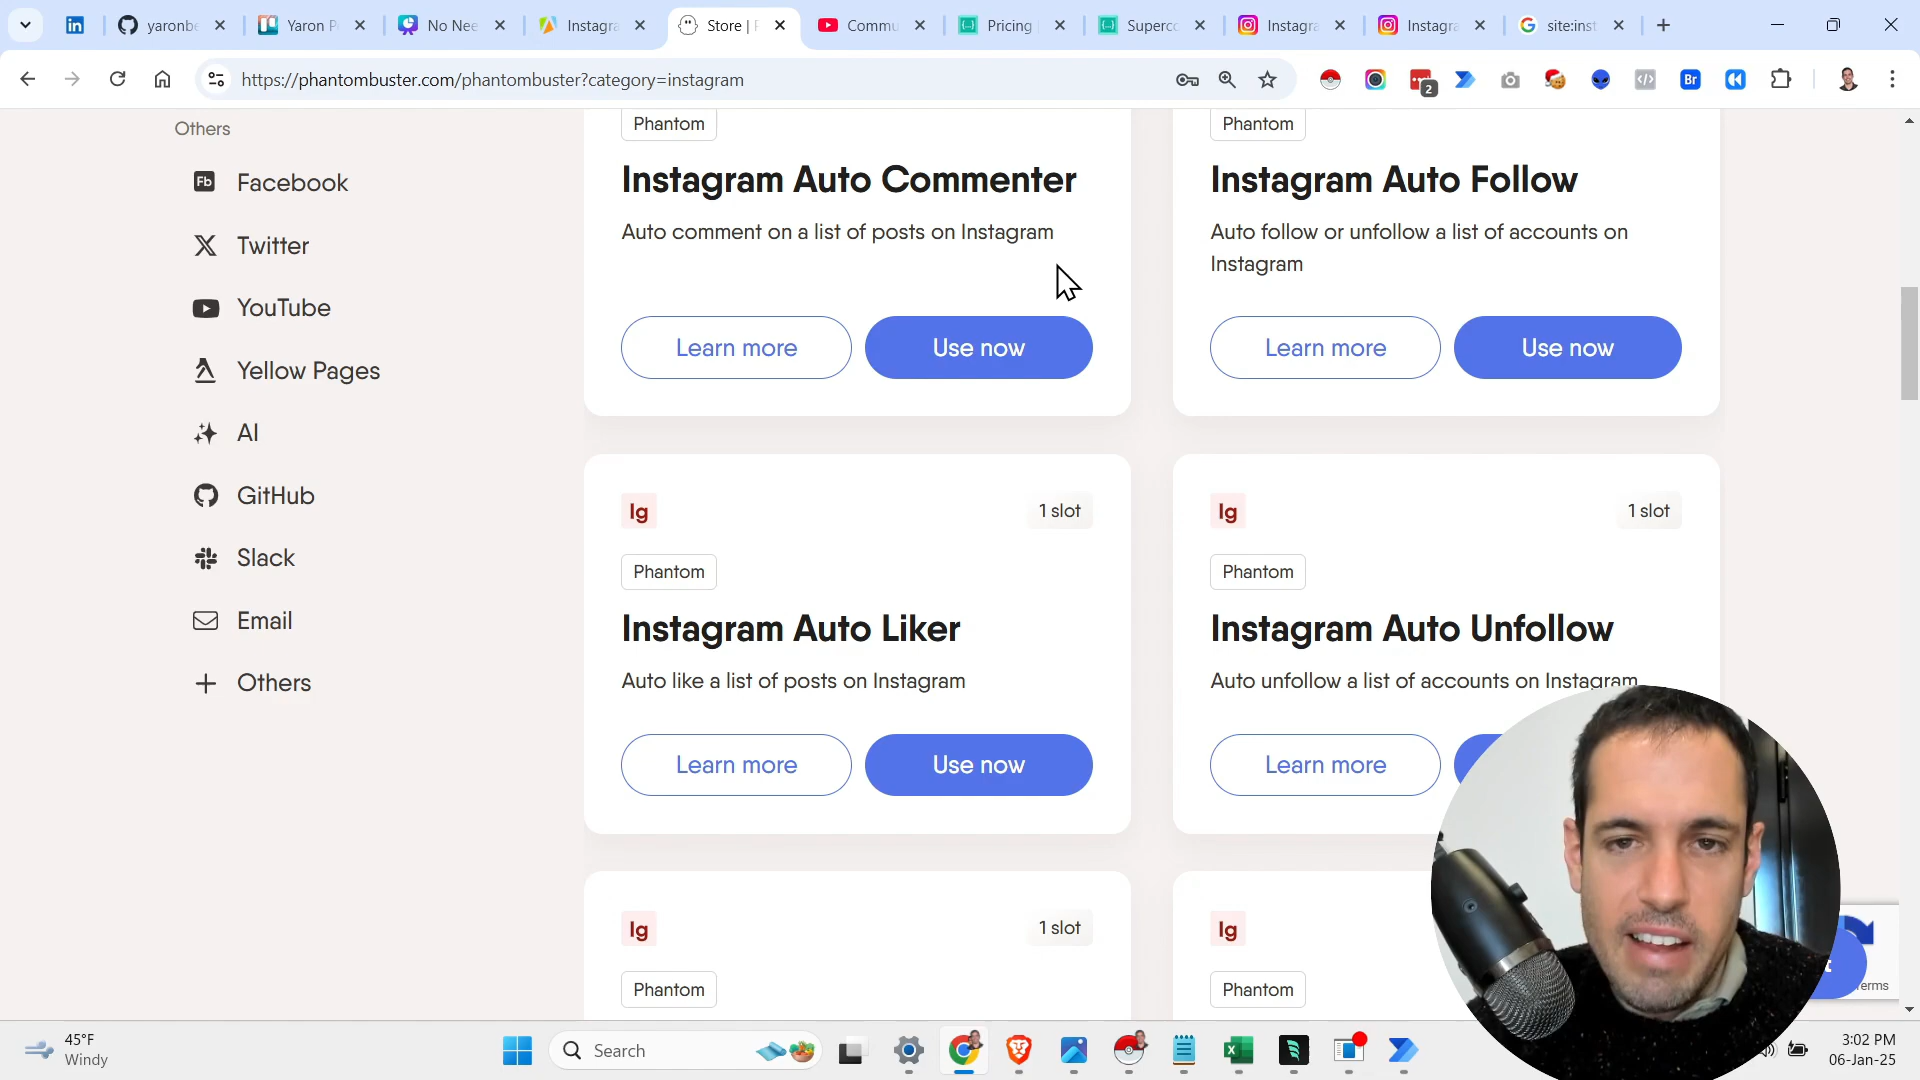 yaronbe
Yaron P
No Nee
Instagra
Store |
Commu
Pricing
Superco
Instagra
Instagra
site:inst
https://phantombuster.com/phantombuster?category=instagram
2
Br
Others
Facebook
Twitter
YouTube
Yellow Pages
AI
GitHub
Slack
Email
Others
Phantom
Instagram Auto Commenter
Auto comment on a list of posts on Instagram
Learn more
Use now
Phantom
Instagram Auto Follow
Auto follow or unfollow a list of accounts on
Instagram
Learn more
Use now
Ig
1 slot
Phantom
Instagram Auto Liker
Auto like a list of posts on Instagram
Learn more
Use now
Ig
1 slot
Phantom
Instagram Auto Unfollow
Auto unfollow a list of accounts on Instagram
Learn more
Ig
1 slot
Phantom
Ig
Phantom
45°F
Windy
Search
3:02 PM
06-Jan-25